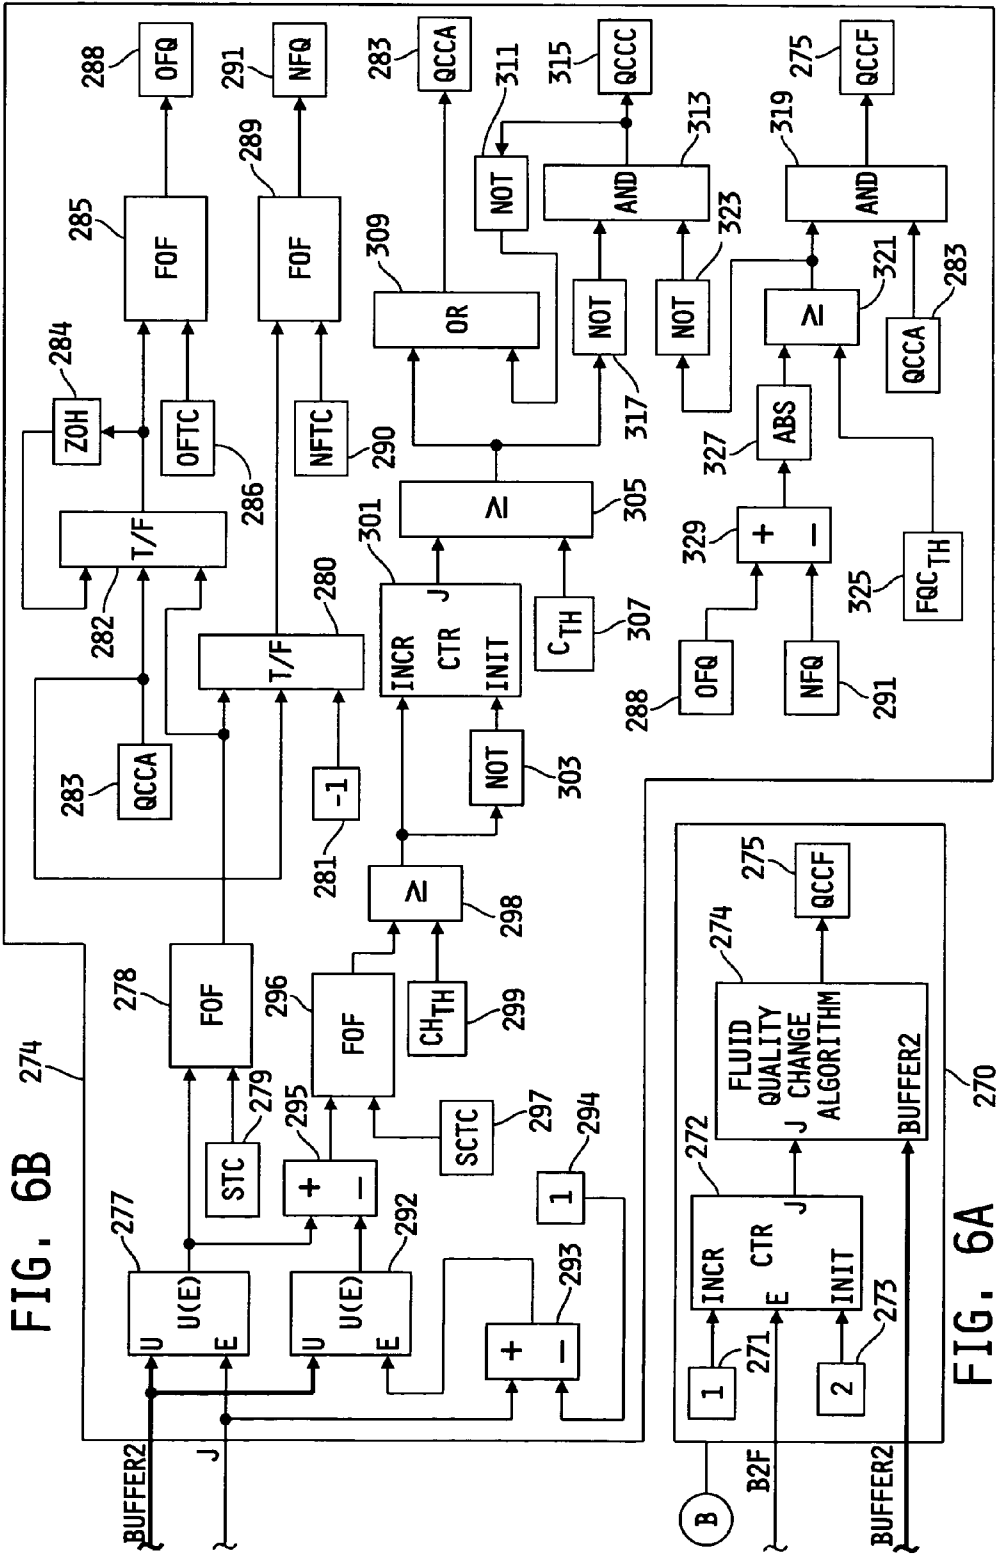 FIG. 6B
274
BUFFER2
J
277
U
U(E)
E
292
U
U(E)
E
293
+
−
1
294
295
+
−
STC
279
FOF
278
SCTC
297
FOF
296
CHTH
299
≥
298
NOT
303
INCR
CTR
J
INIT
301
CTH
307
≥
305
QCCA
283
-1
281
T/F
280
T/F
282
ZOH
284
OFTC
286
FOF
285
OFQ
288
NFTC
290
FOF
289
NFQ
291
OR
309
QCCA
283
NOT
311
NOT
317
AND
313
QCCC
315
NOT
323
OFQ
288
NFQ
291
+
−
329
ABS
327
FQCTH
325
≥
321
QCCA
283
AND
319
QCCF
275
FIG. 6A
B
B2F
BUFFER2
1
271
2
273
INCR
CTR
J
E
INIT
272
FLUID
QUALITY
CHANGE
ALGORITHM
J
BUFFER2
274
QCCF
275
270